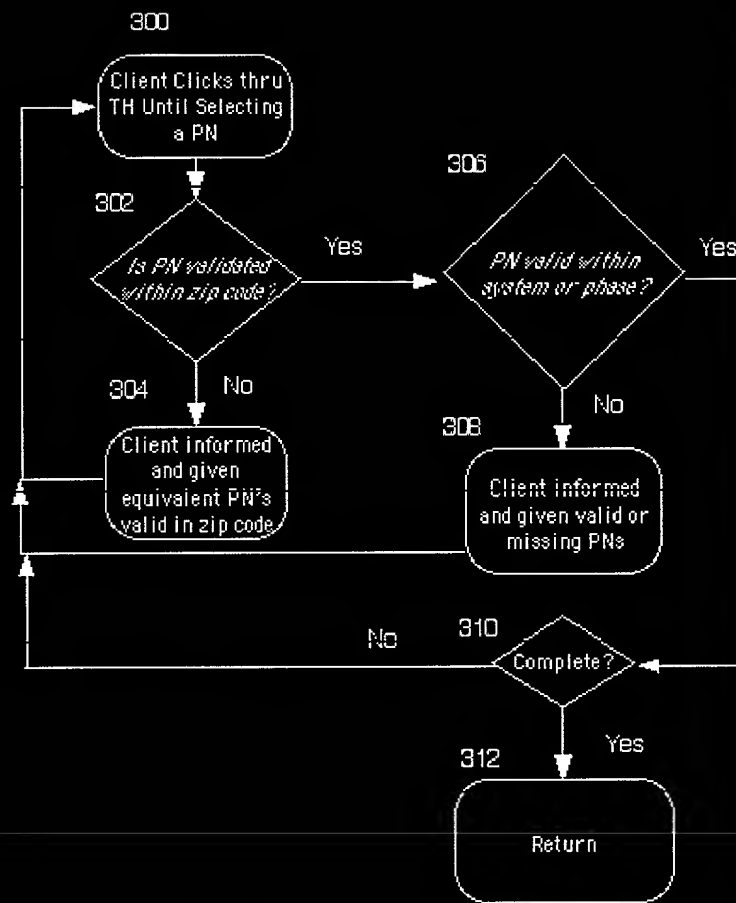 300
Client Clicks thru
TH Until Selecting
a PN
302
Is PN validated
within zip code?
Yes
306
PN valid within
system or phase?
Yes
304
No
Client informed
and given
equivalent PN's
valid in zip code
308
No
Client informed
and given valid or
missing PNs
No
310
Complete?
312
Yes
Return